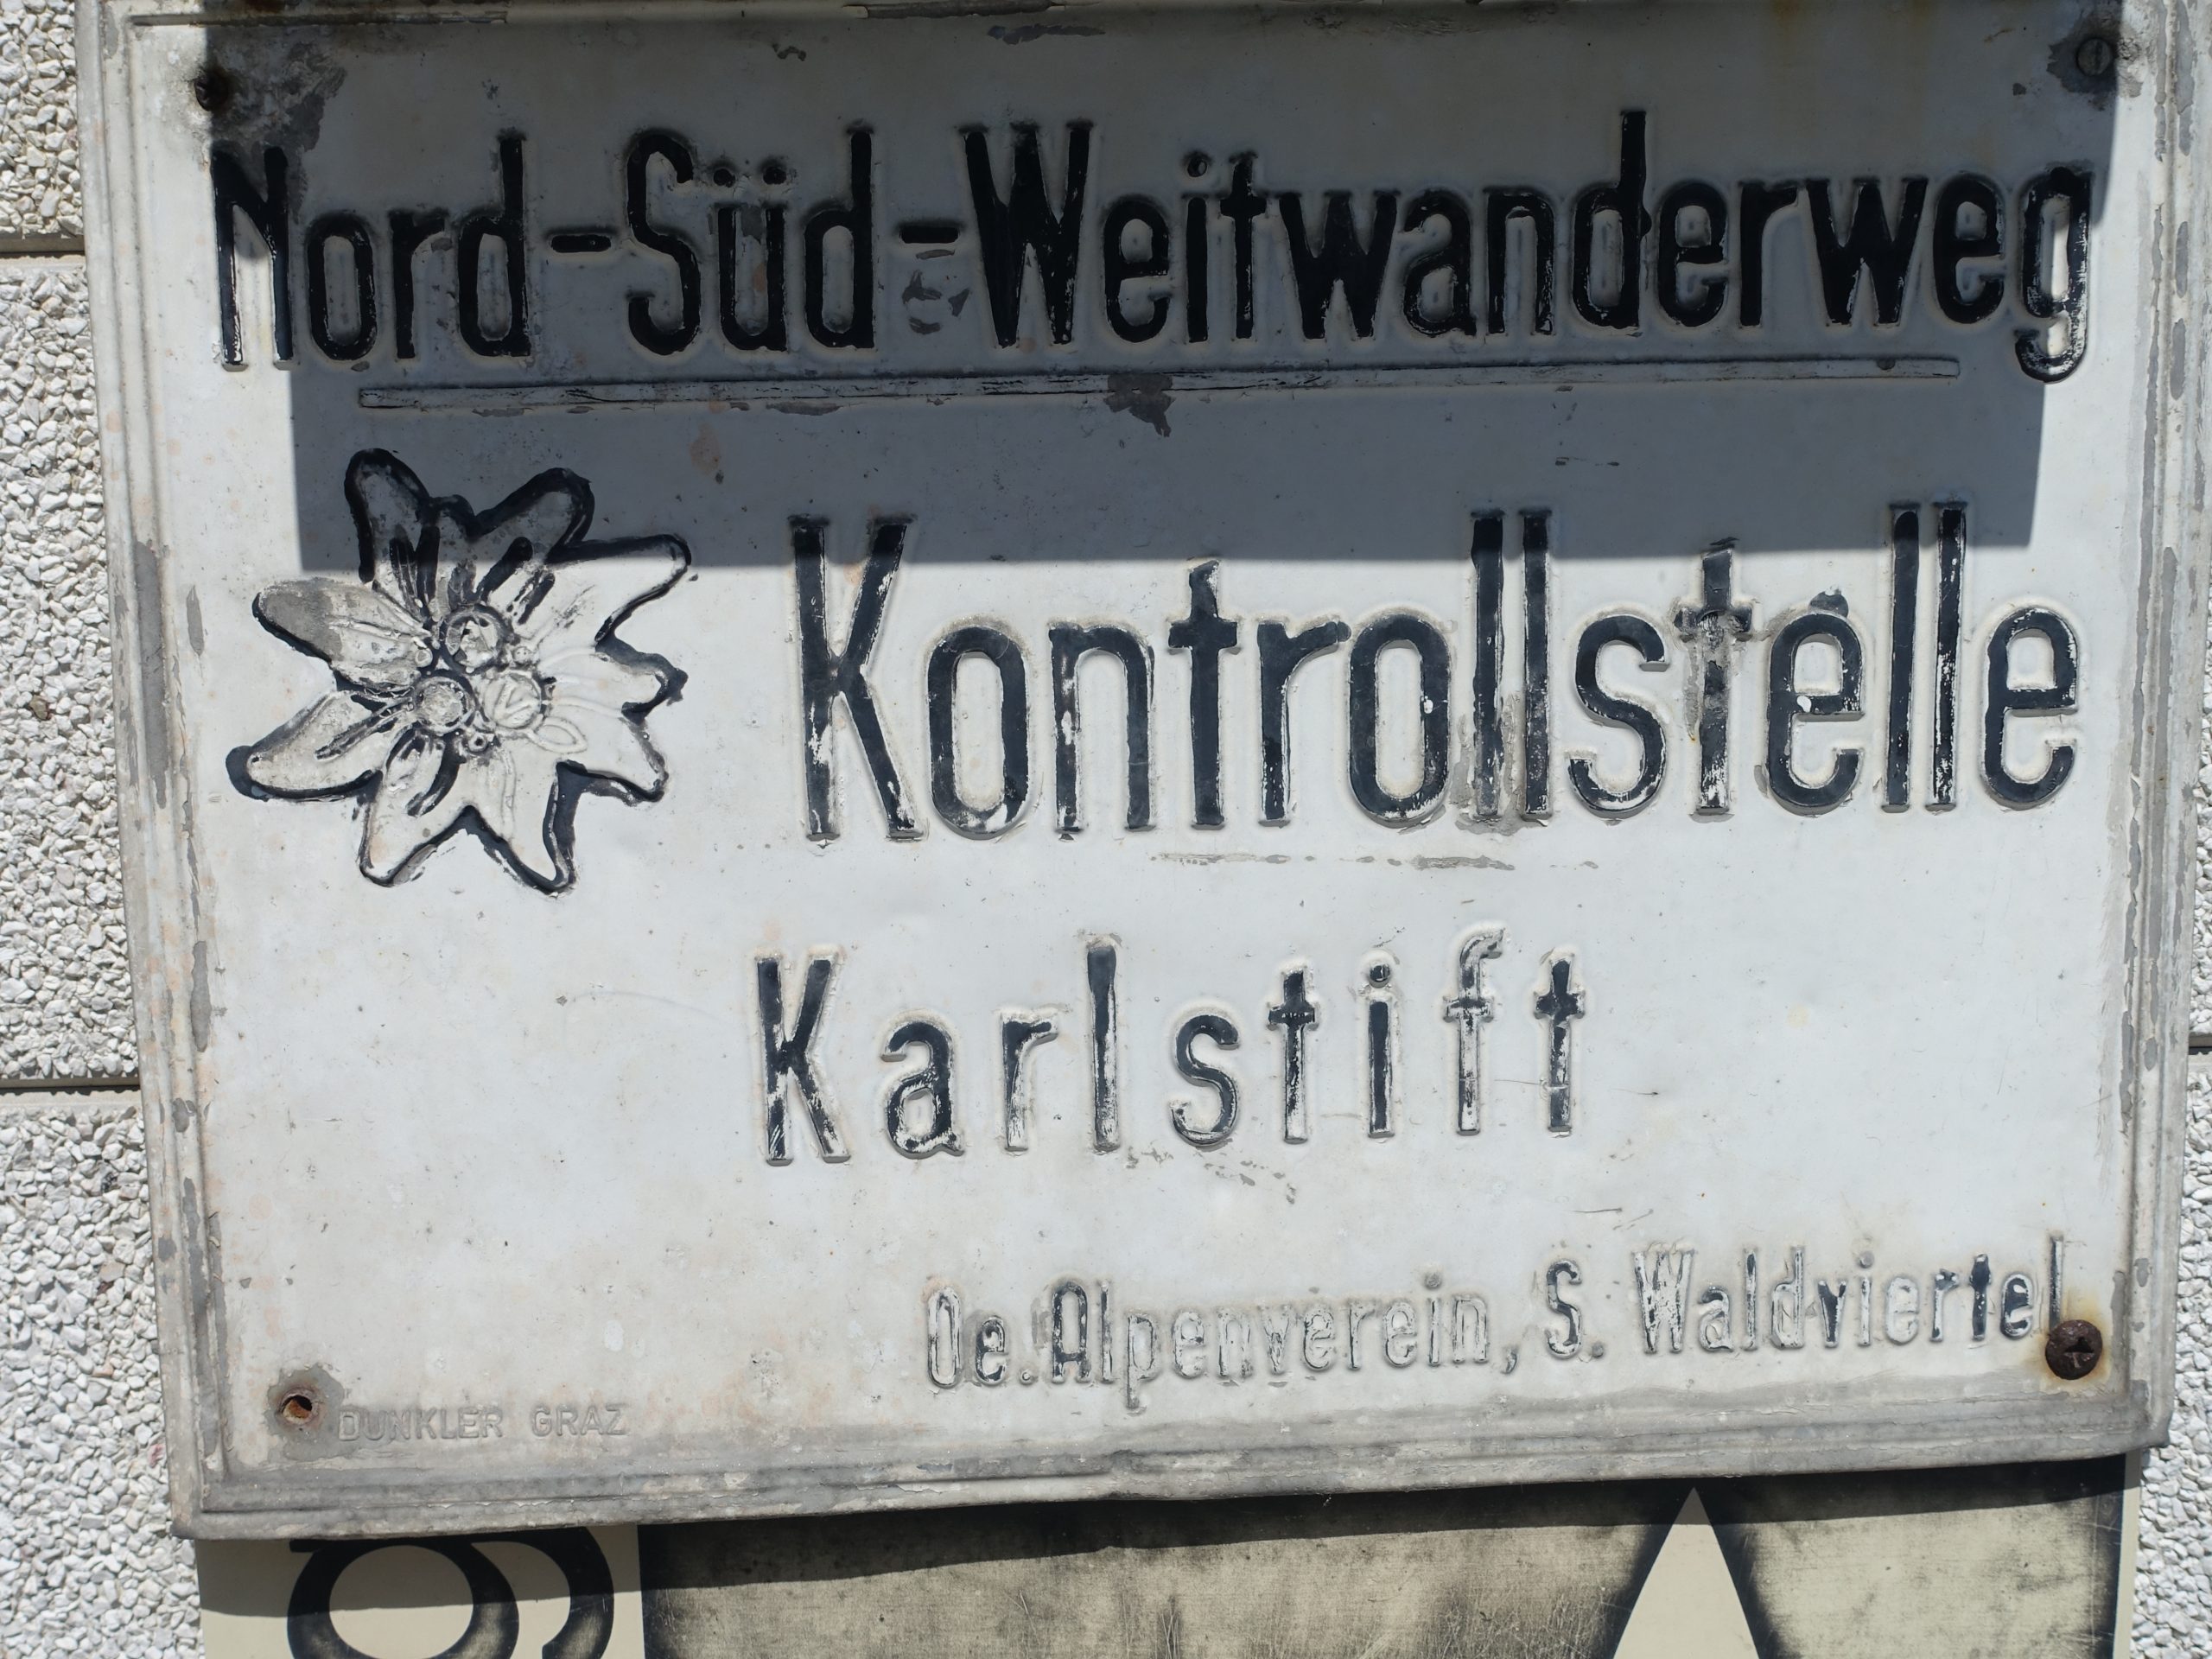 Nord-Süd-Weitwanderweg
Kontrollstelle
Karlstift
Oe. Alpenverein, S. Waldviertel
DUNKLER GRAZ